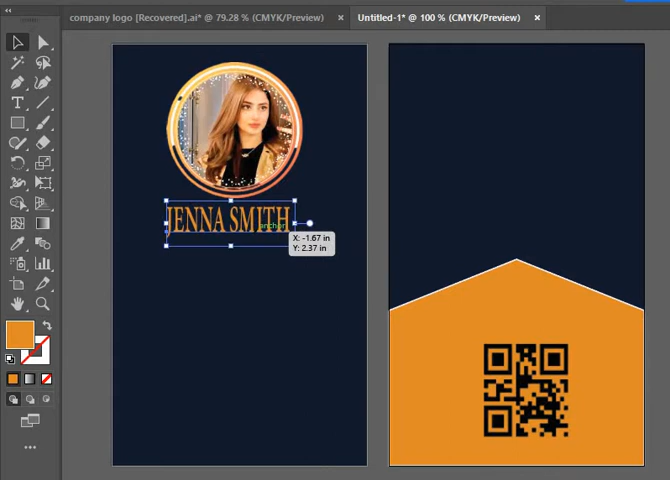 company logo [Recovered].ai* @ 79.28 % (CMYK/Preview)
Untitled-1* @ 100 % (CMYK/Preview)
JENNA SMITH
anchor
X: -1.67 in
Y: 2.37 in